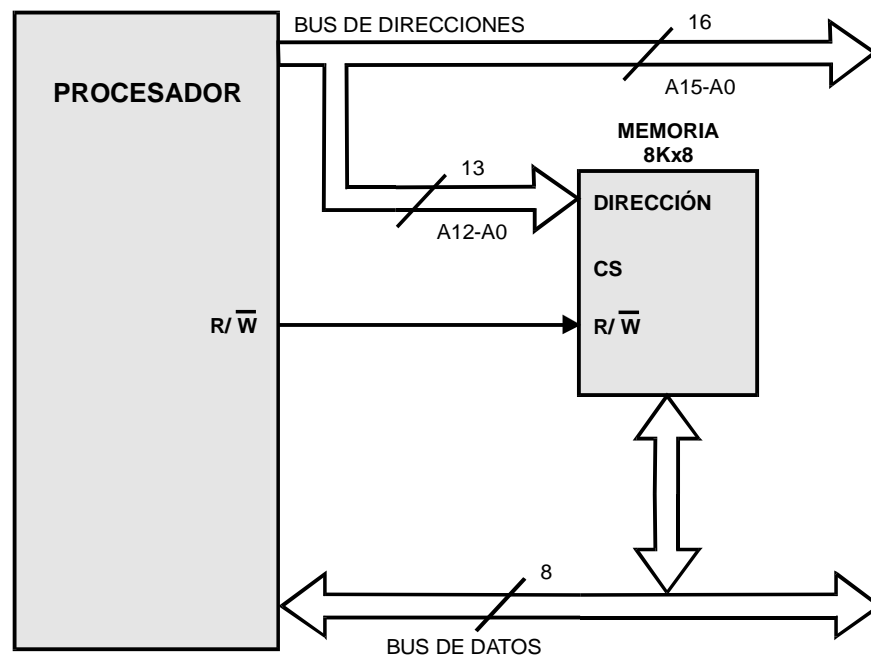 BUS DE DIRECCIONES
16
PROCESADOR
A15-A0
MEMORIA
8Kx8
13
DIRECCIÓN
A12-A0
CS
R/ W̅
R/ W̅
8
BUS DE DATOS